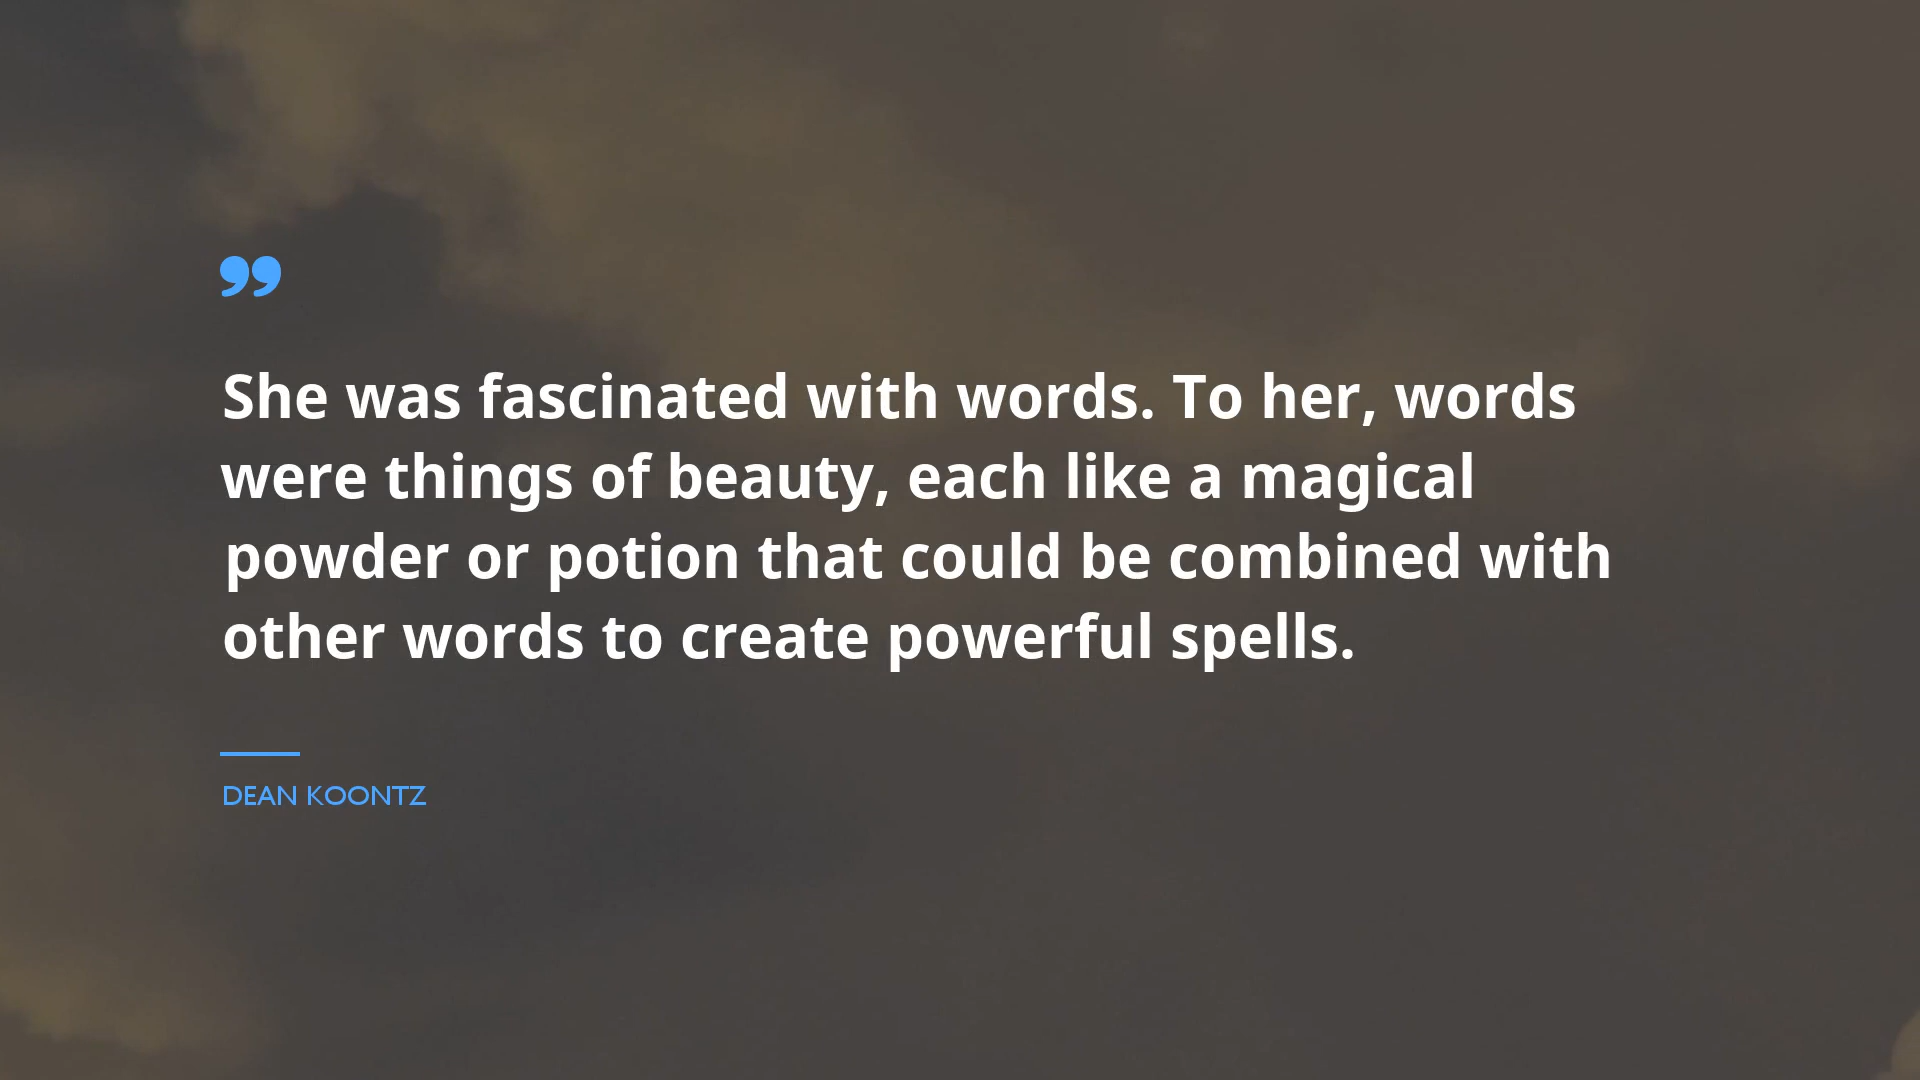 ”
She was fascinated with words. To her, words
were things of beauty, each like a magical
powder or potion that could be combined with
other words to create powerful spells.
DEAN KOONTZ